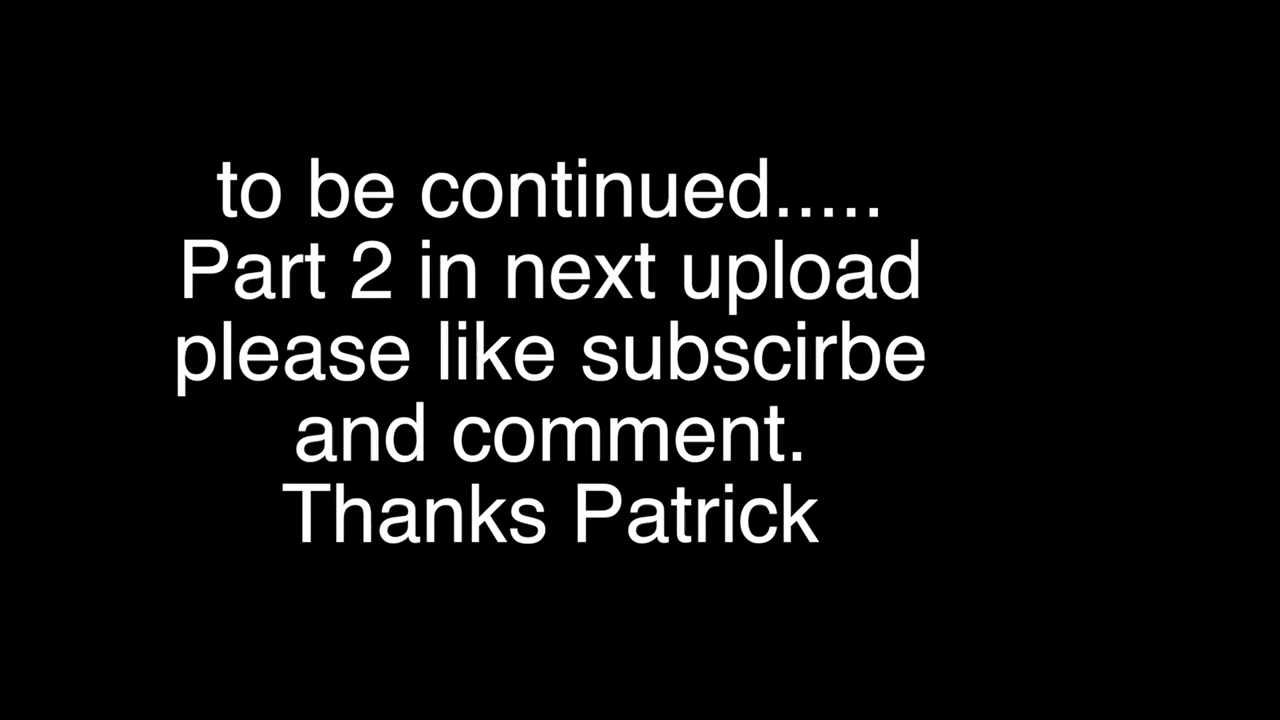 to be continued.....
Part 2 in next upload
please like subscirbe
and comment.
Thanks Patrick